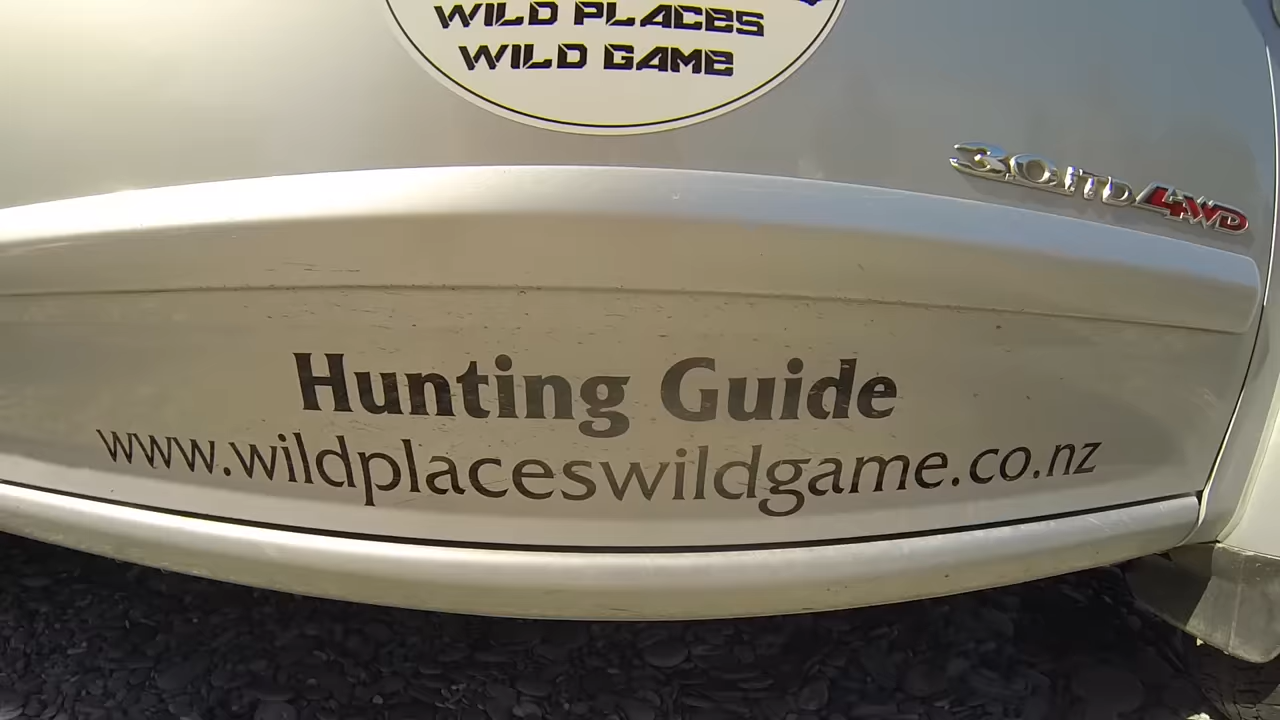 WILD PLACES
WILD GAME
3.0ITD 4WD
Hunting Guide
www.wildplaceswildgame.co.nz